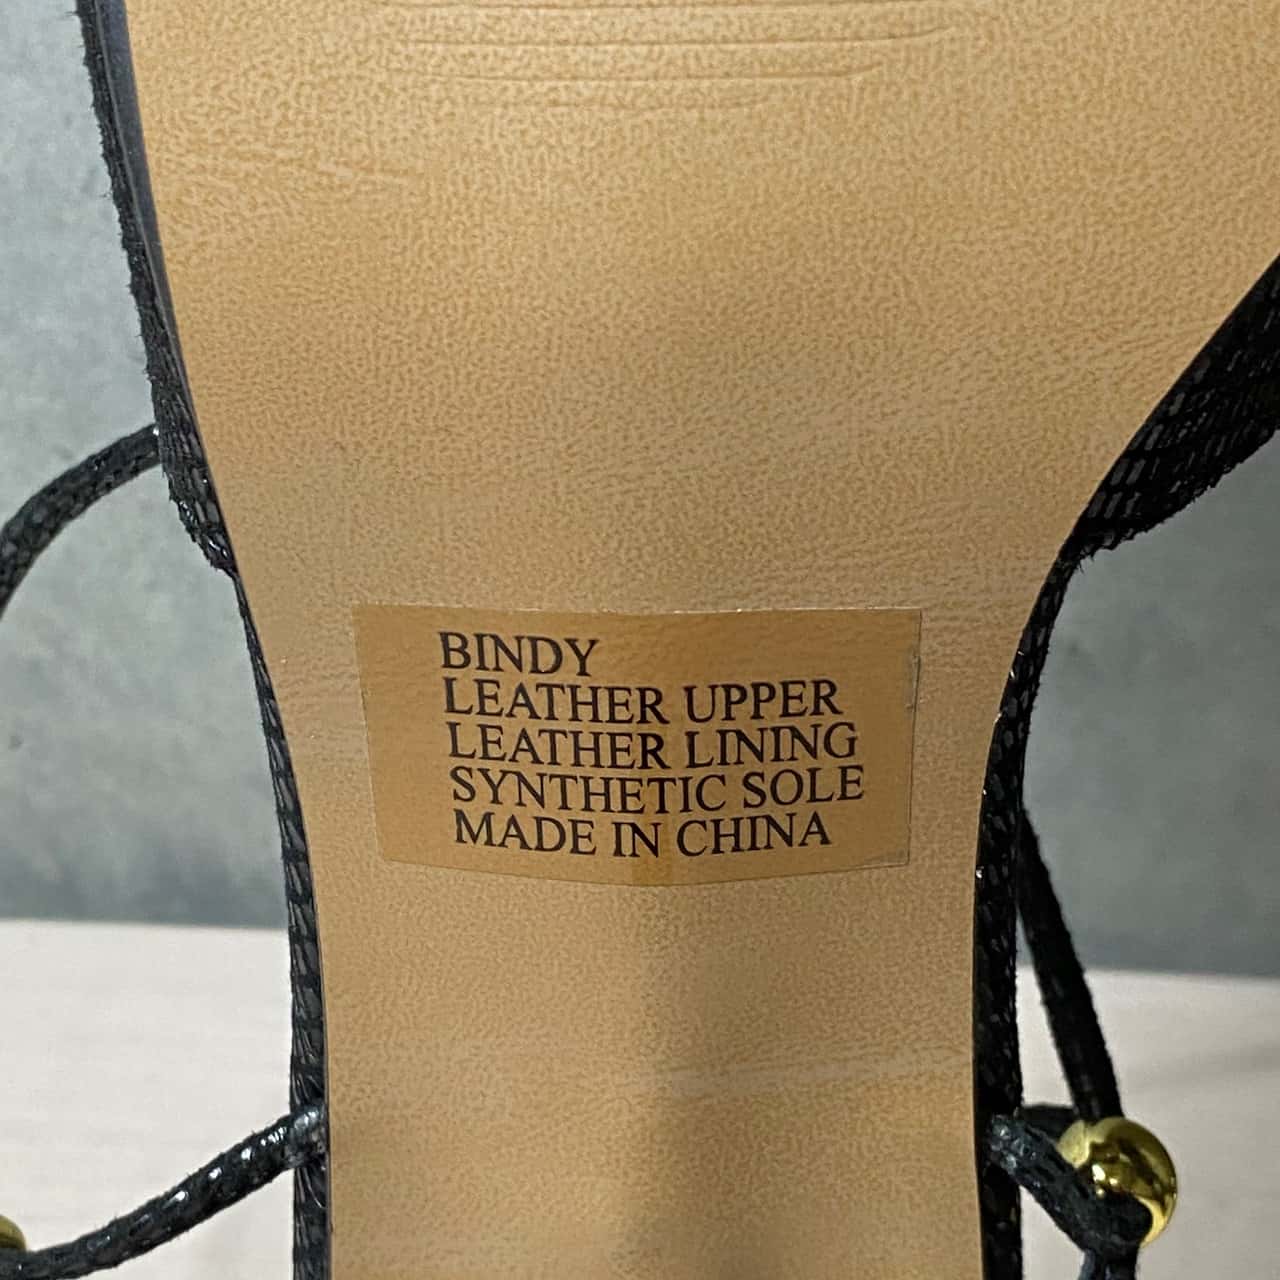 BINDY
LEATHER UPPER
LEATHER LINING
SYNTHETIC SOLE
MADE IN CHINA